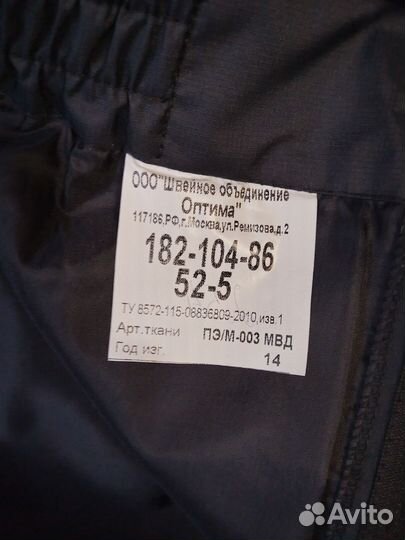 ООО"Швейное объединение
Оптима"
117186,РФ,г.Москва,ул.Ремизова,д.2
182-104-86
52-5
ТУ 8572-115-08836809-2010,изв.1
Арт.ткани ПЭ/М-003 МВД
Год изг. 14
Avito